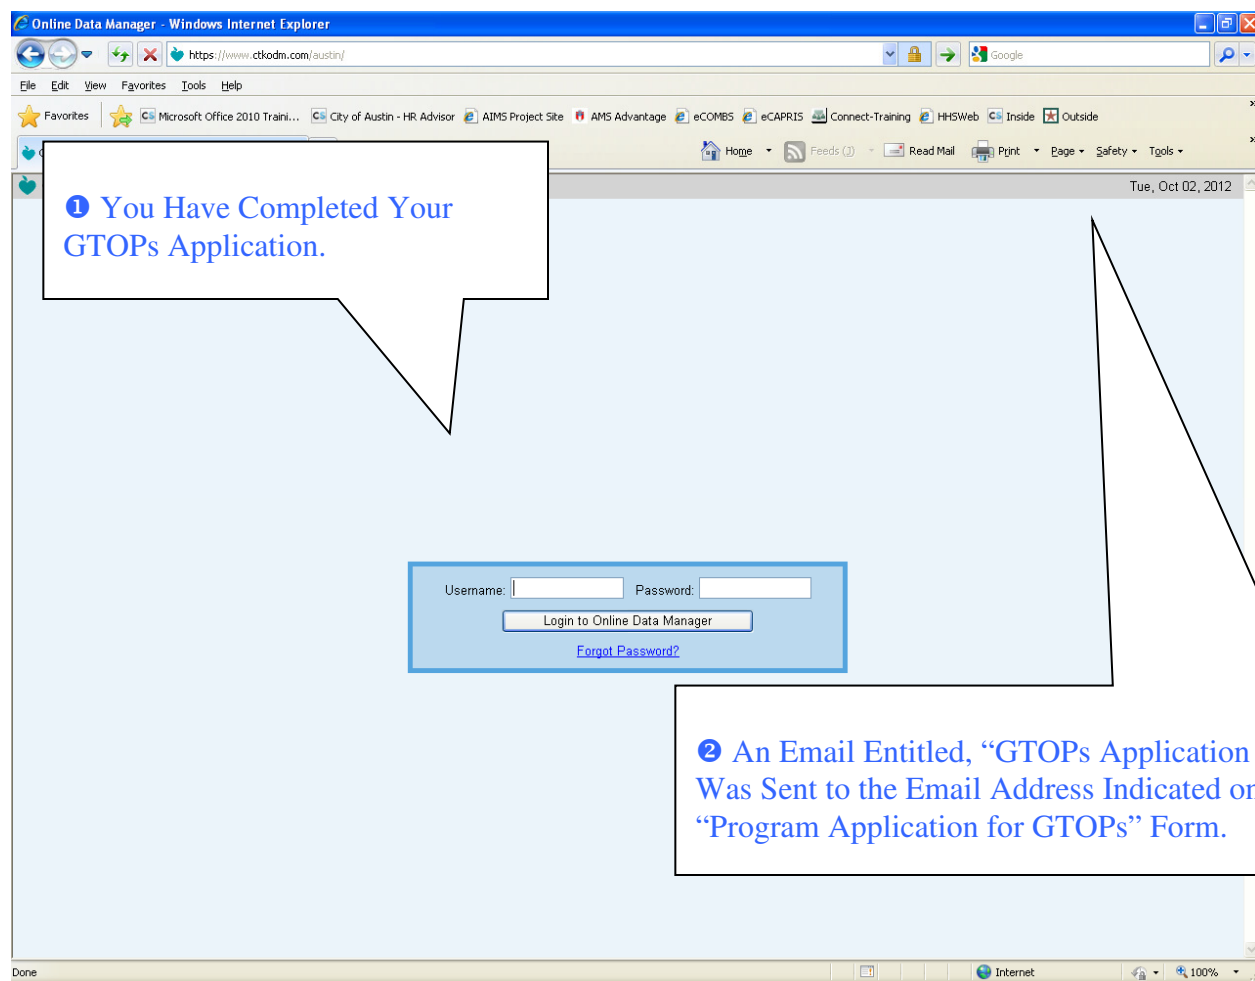 Online Data Manager - Windows Internet Explorer
https://www.ctkodm.com/austin/
Google
File Edit View Favorites Tools Help
Favorites Microsoft Office 2010 Traini... City of Austin - HR Advisor AIMS Project Site AMS Advantage eCOMBS eCAPRIS Connect-Training HHSWeb Inside Outside
Home Feeds (J) Read Mail Print Page Safety Tools
Tue, Oct 02, 2012
❶ You Have Completed Your
GTOPs Application.
Username: Password:
Login to Online Data Manager
Forgot Password?
❷ An Email Entitled, “GTOPs Application
Was Sent to the Email Address Indicated on
“Program Application for GTOPs” Form.
Done Internet 100%